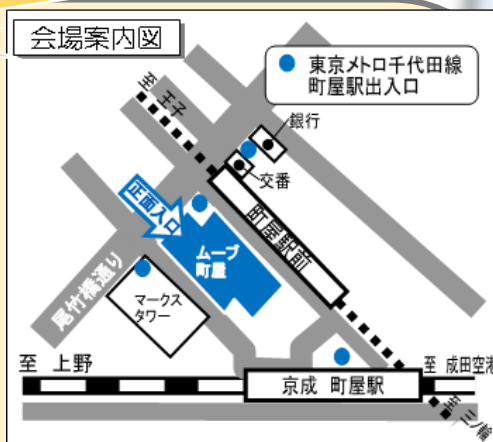 会場案内図
東京メトロ千代田線
町屋駅出入口
至 王子
銀行
交番
正面入口
町屋駅前
ムーブ
町屋
尾竹橋通り
マークス
タワー
至 上野
至 成田空港
京成 町屋駅
至 三ノ輪